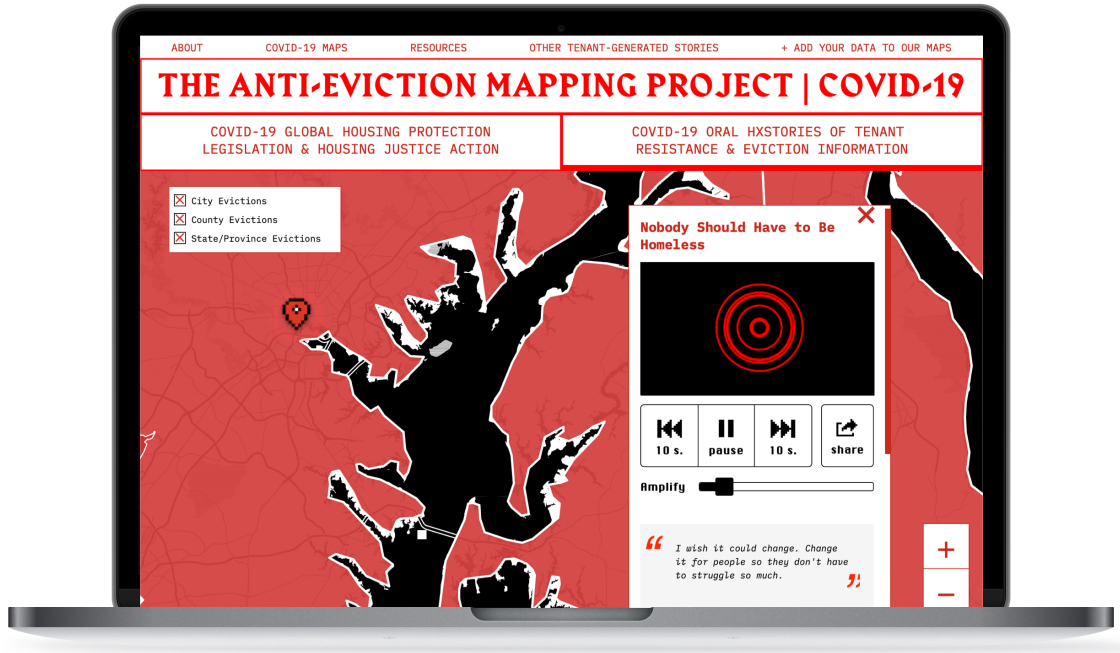 ABOUT
COVID-19 MAPS
RESOURCES
OTHER TENANT-GENERATED STORIES
+ ADD YOUR DATA TO OUR MAPS
THE ANTI-EVICTION MAPPING PROJECT | COVID-19
COVID-19 GLOBAL HOUSING PROTECTION
LEGISLATION & HOUSING JUSTICE ACTION
COVID-19 ORAL HXSTORIES OF TENANT
RESISTANCE & EVICTION INFORMATION
City Evictions
County Evictions
State/Province Evictions
Nobody Should Have to Be
Homeless
10 s.
pause
10 s.
share
Amplify
“ I wish it could change. Change
it for people so they don't have
to struggle so much. ”
+
−